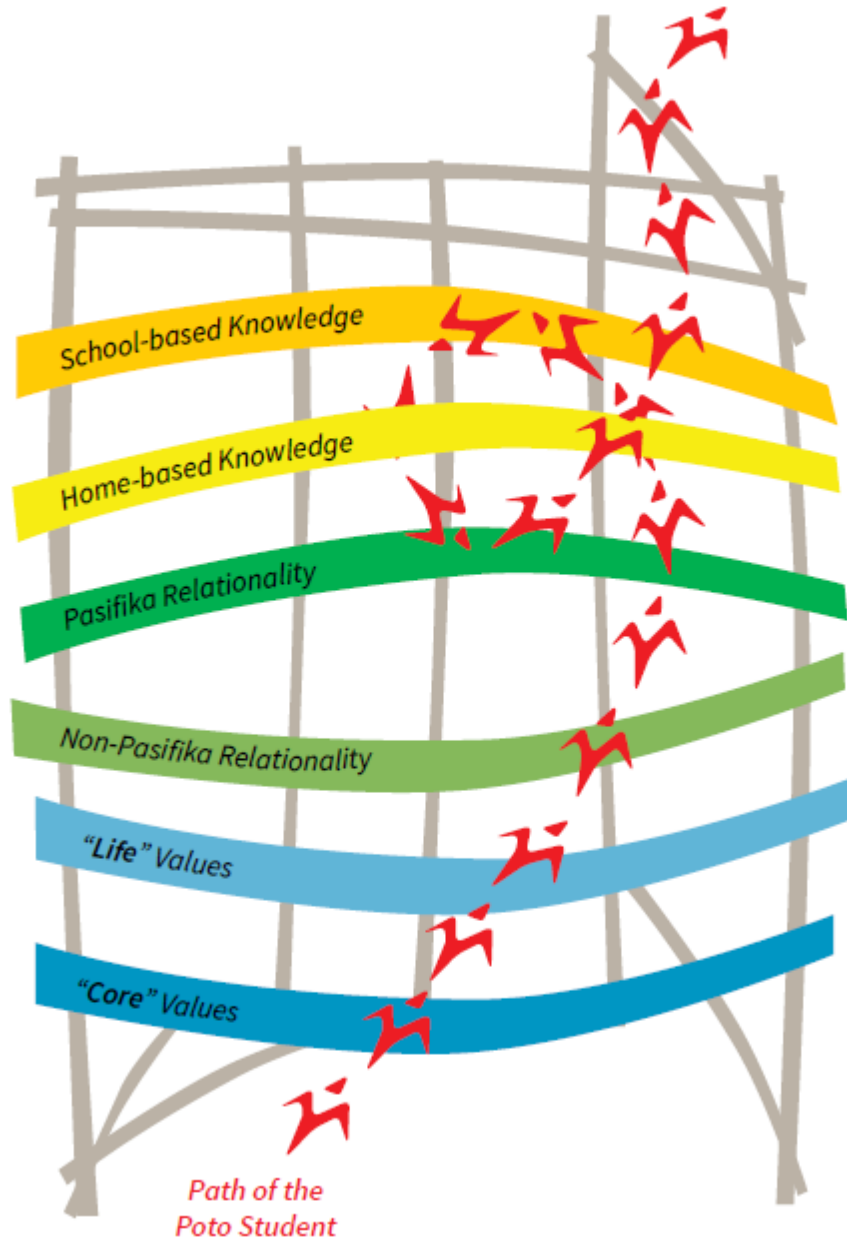 School-based Knowledge
Home-based Knowledge
Pasifika Relationality
Non-Pasifika Relationality
“Life” Values
“Core” Values
Path of the
Poto Student